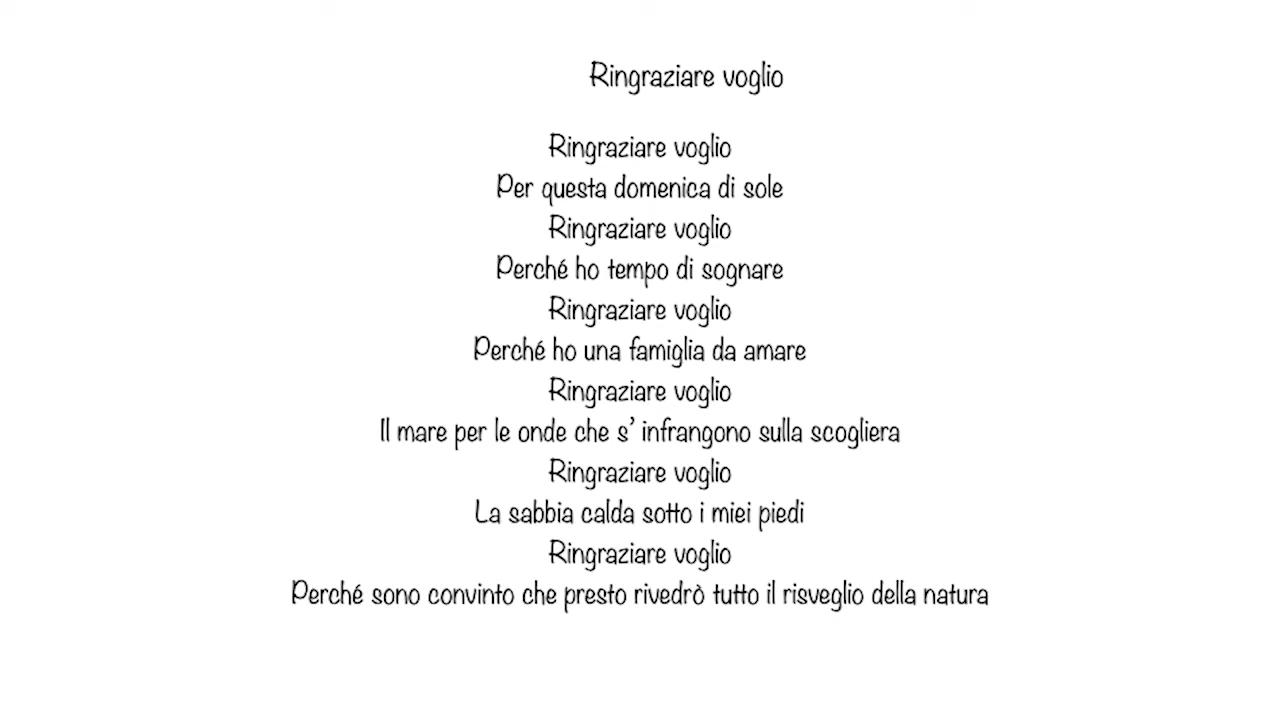 Ringraziare voglio
Ringraziare voglio
Per questa domenica di sole
Ringraziare voglio
Perché ho tempo di sognare
Ringraziare voglio
Perché ho una famiglia da amare
Ringraziare voglio
Il mare per le onde che s’ infrangono sulla scogliera
Ringraziare voglio
La sabbia calda sotto i miei piedi
Ringraziare voglio
Perché sono convinto che presto rivedrò tutto il risveglio della natura